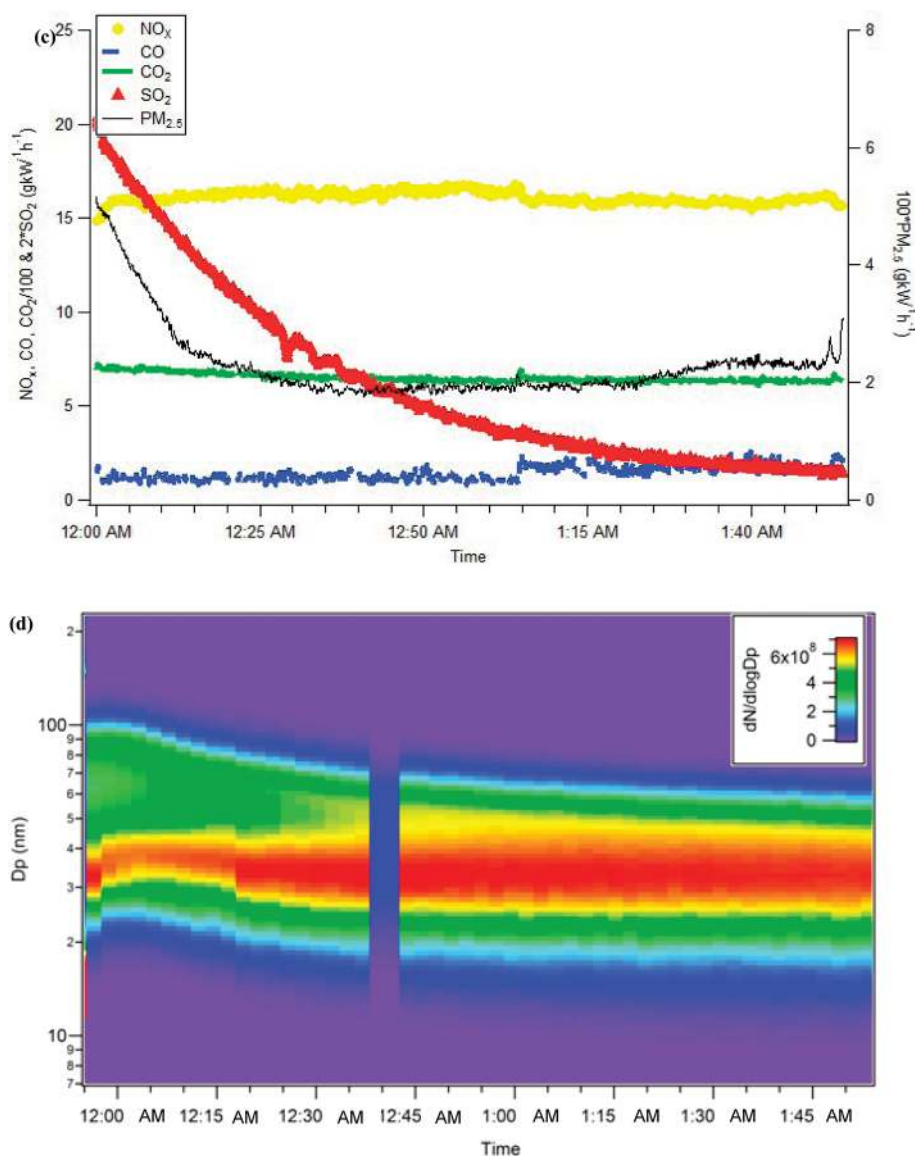 (c)
NOX
CO
CO2
SO2
PM2.5
25
20
15
10
5
0
NOx, CO, CO2/100 & 2*SO2 (gkW-1h-1)
8
6
4
2
0
100*PM2.5 (gkW-1h-1)
12:00 AM 12:25 AM 12:50 AM 1:15 AM 1:40 AM
Time
(d)
2
100
9
8
7
6
5
4
3
2
10
9
8
7
Dp (nm)
dN/dlogDp
6x10^8
4
2
0
12:00 AM 12:15 AM 12:30 AM 12:45 AM 1:00 AM 1:15 AM 1:30 AM 1:45 AM
Time